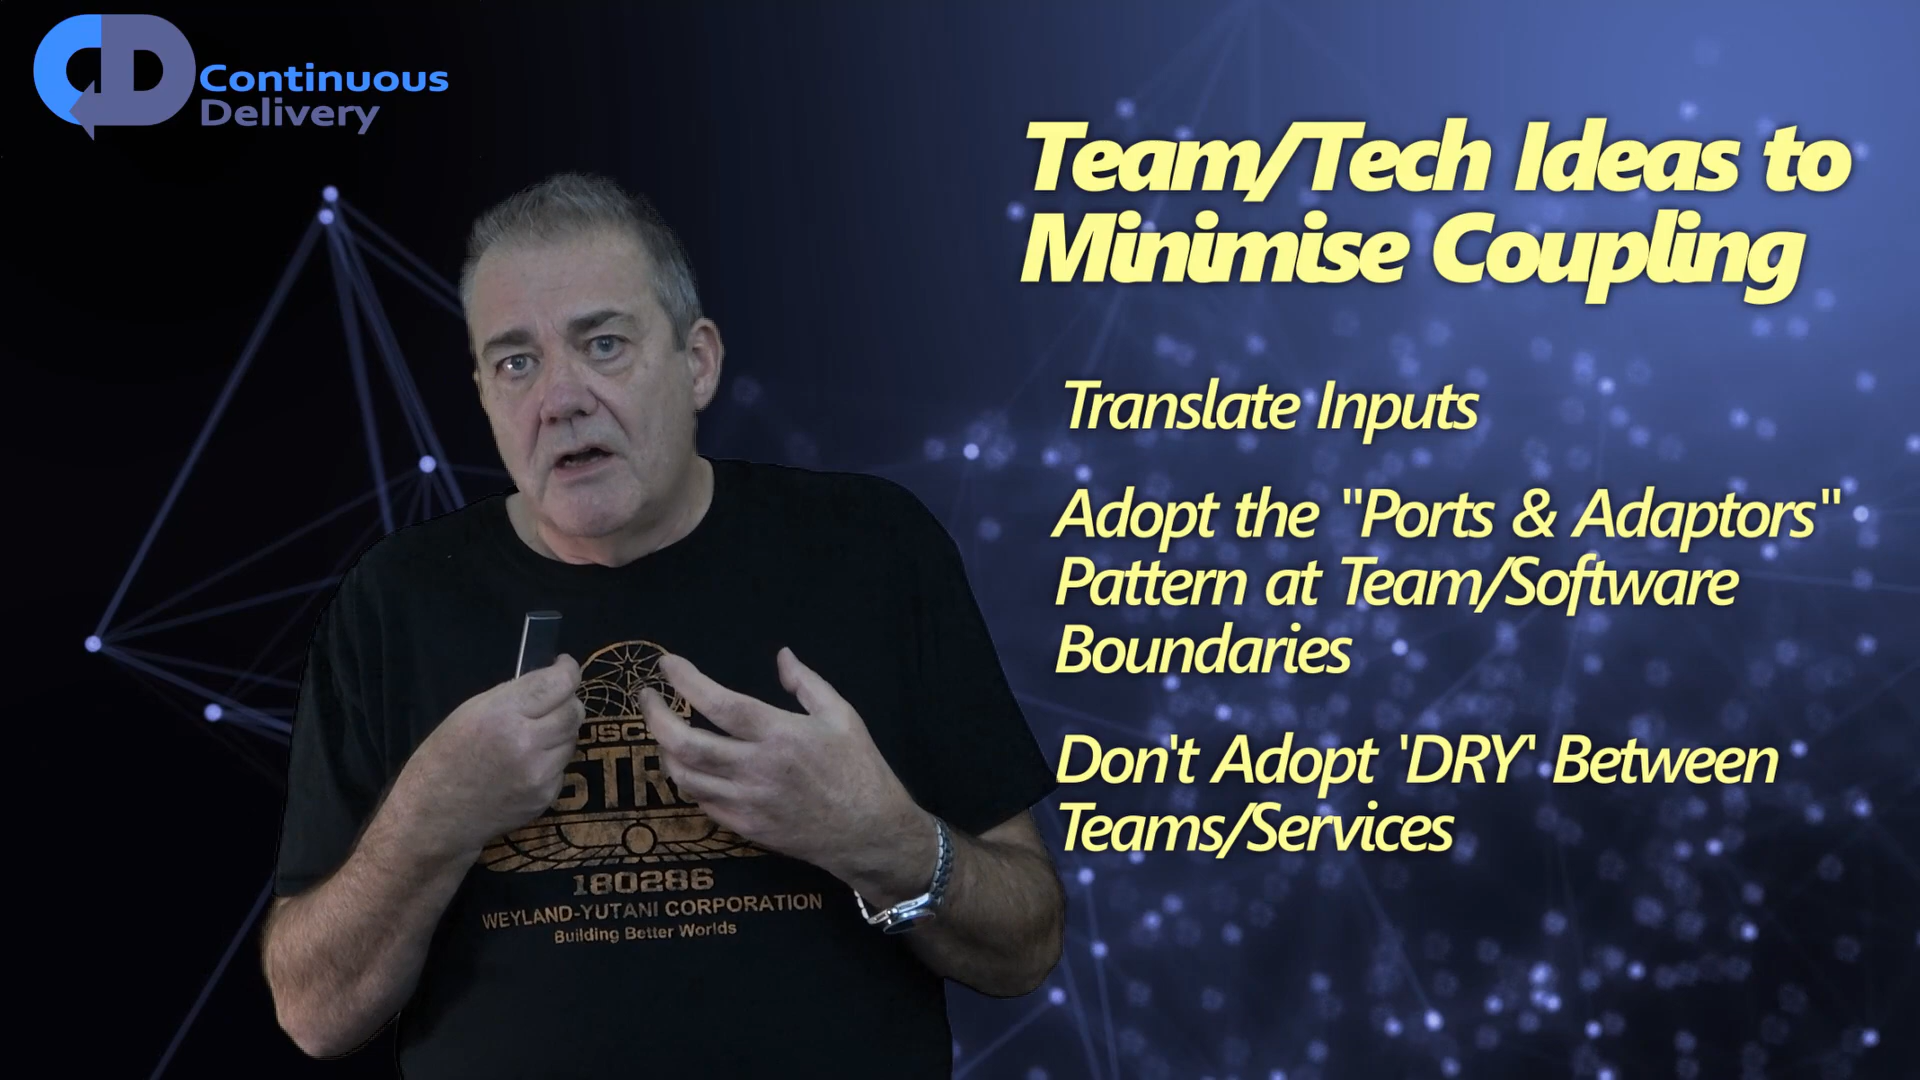 Continuous
Delivery
Team/Tech Ideas to
Minimise Coupling
Translate Inputs
Adopt the "Ports & Adaptors"
Pattern at Team/Software
Boundaries
Don't Adopt 'DRY' Between
Teams/Services
180286
WEYLAND-YUTANI CORPORATION
Building Better Worlds